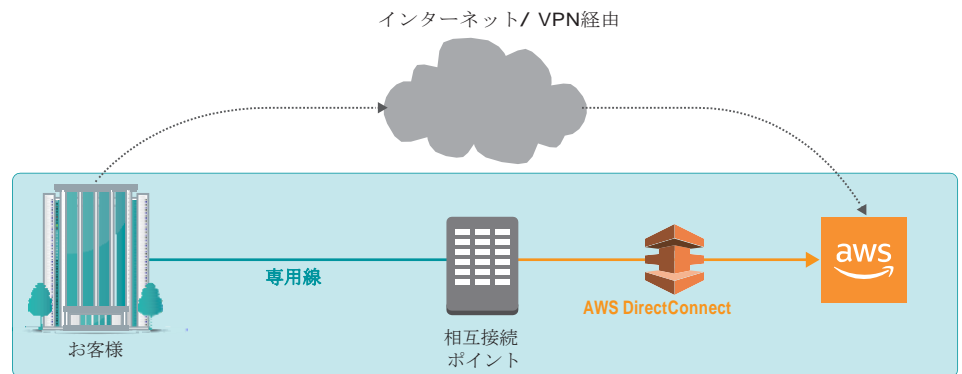 インターネット/ VPN経由
aws
専用線
AWS DirectConnect
お客様
相互接続
ポイント